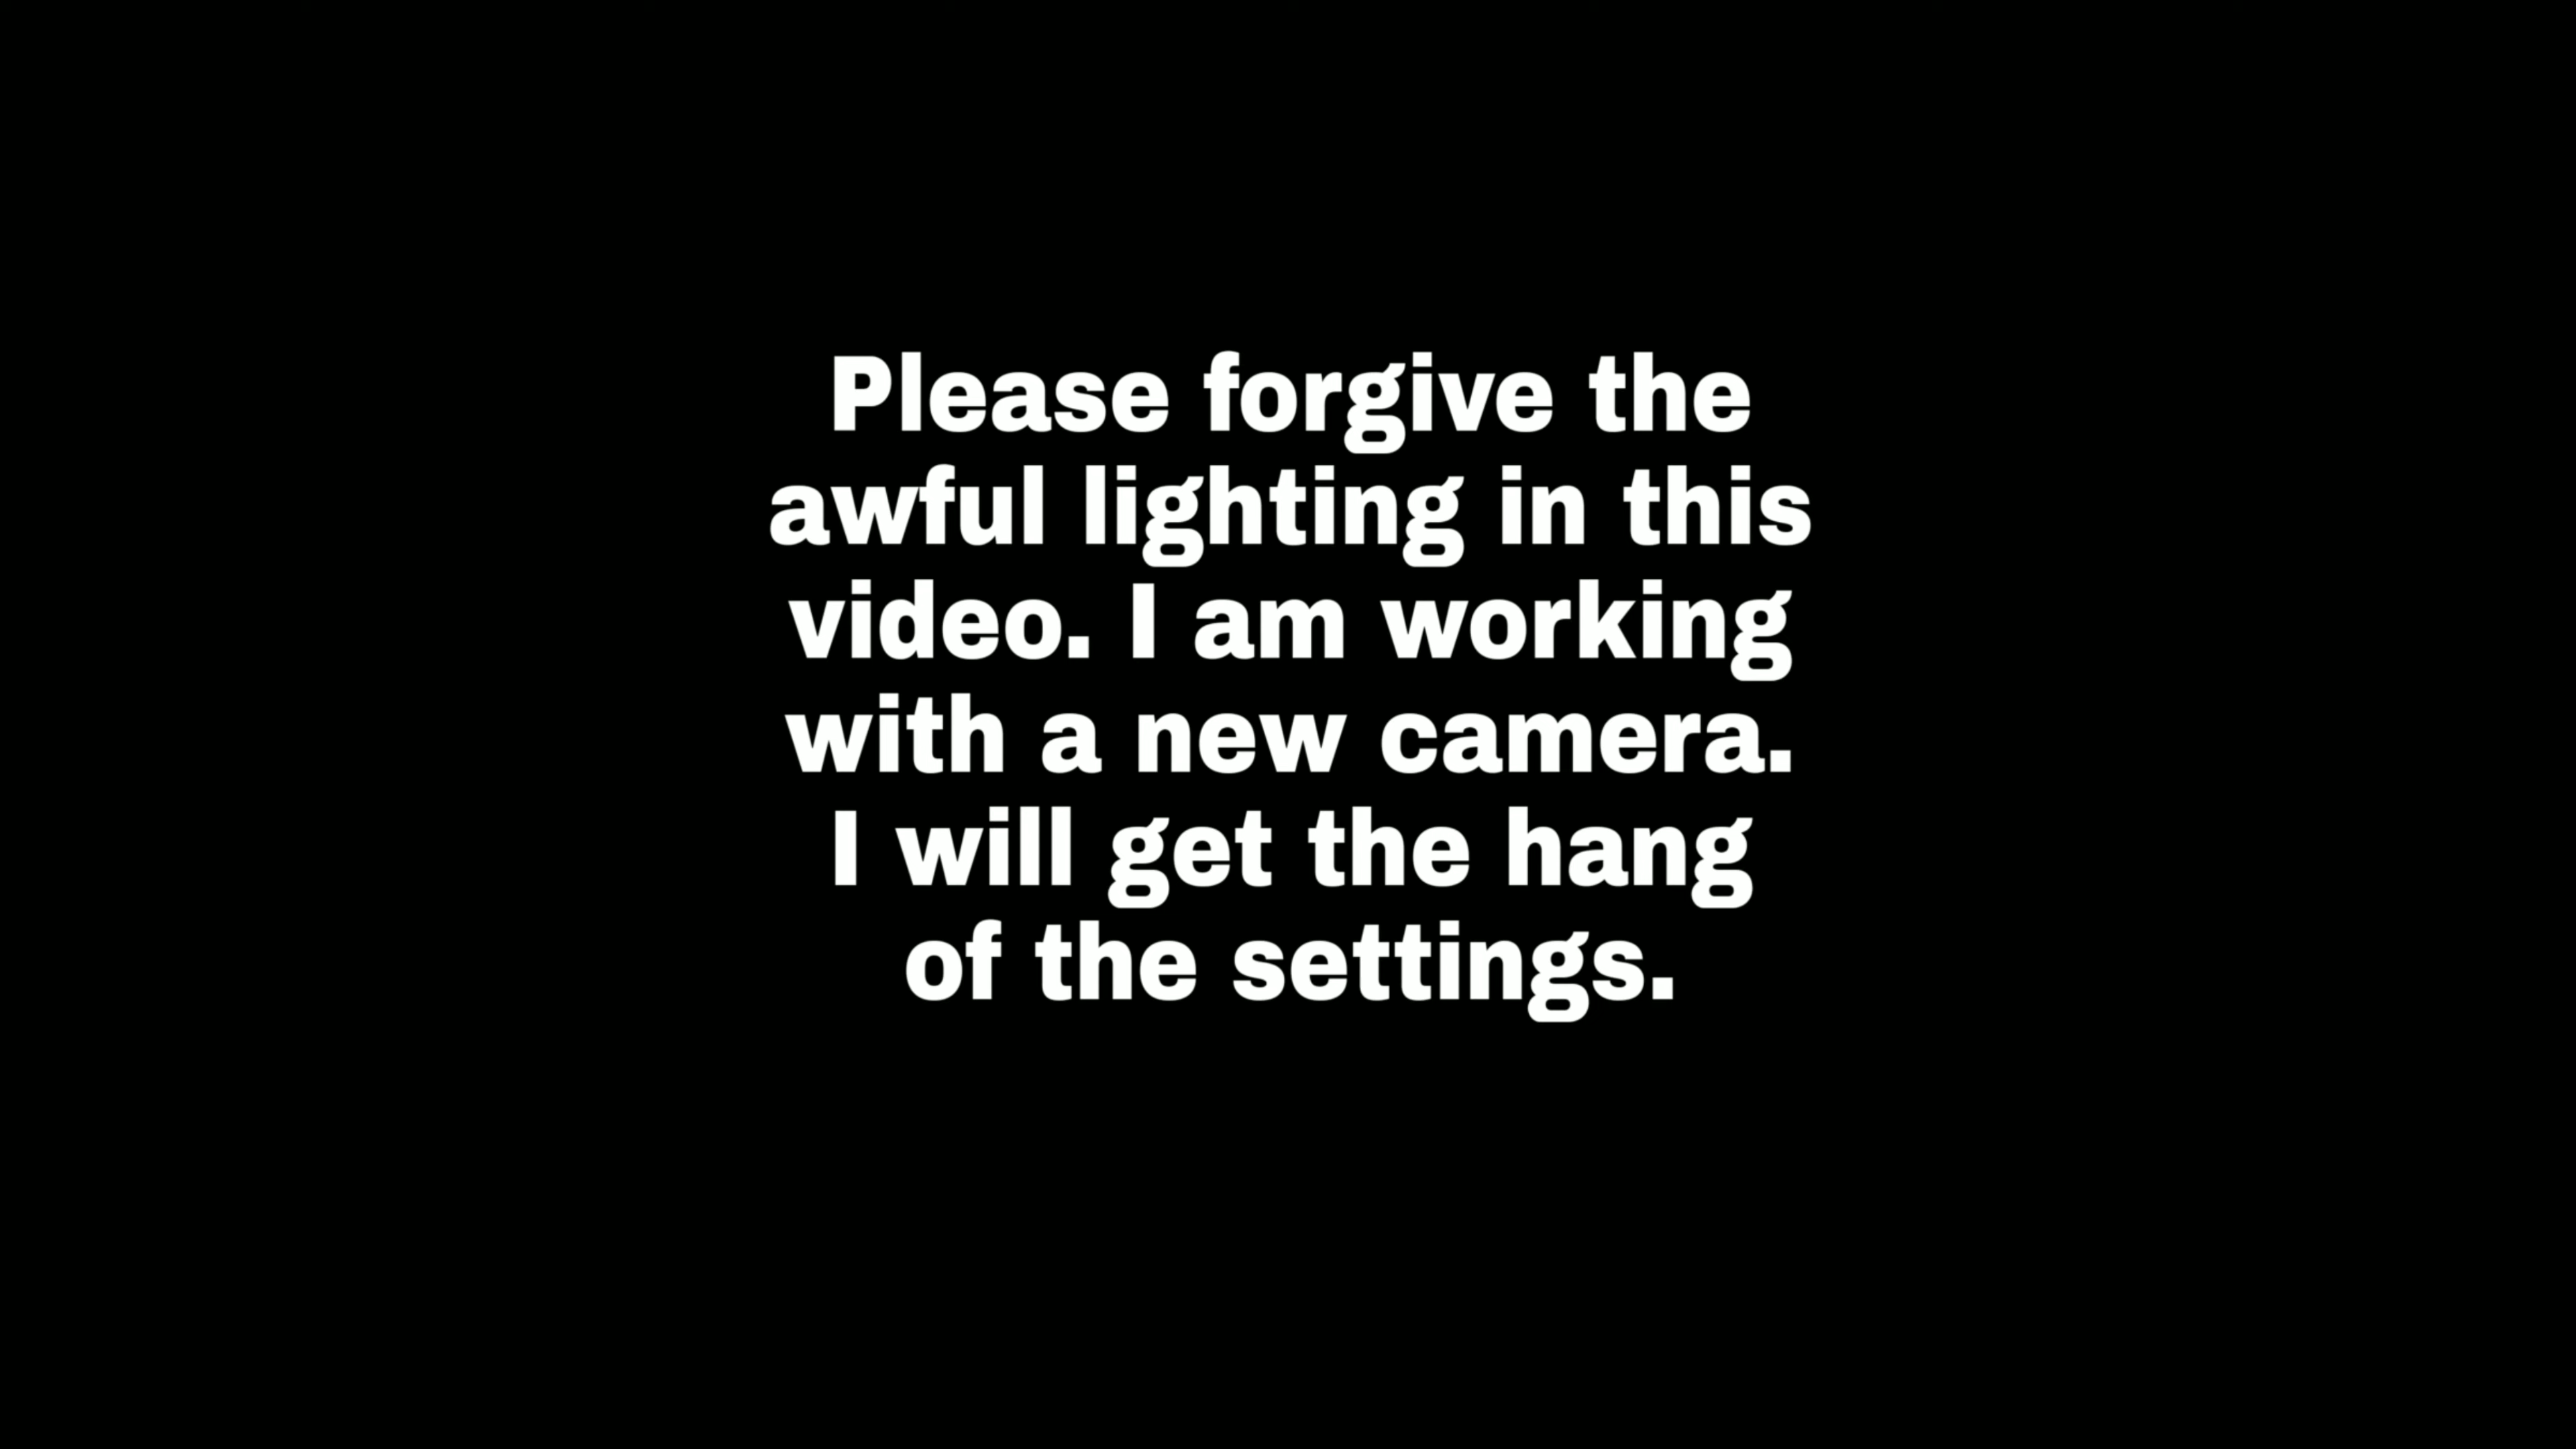 Please forgive the
awful lighting in this
video. I am working
with a new camera.
I will get the hang
of the settings.